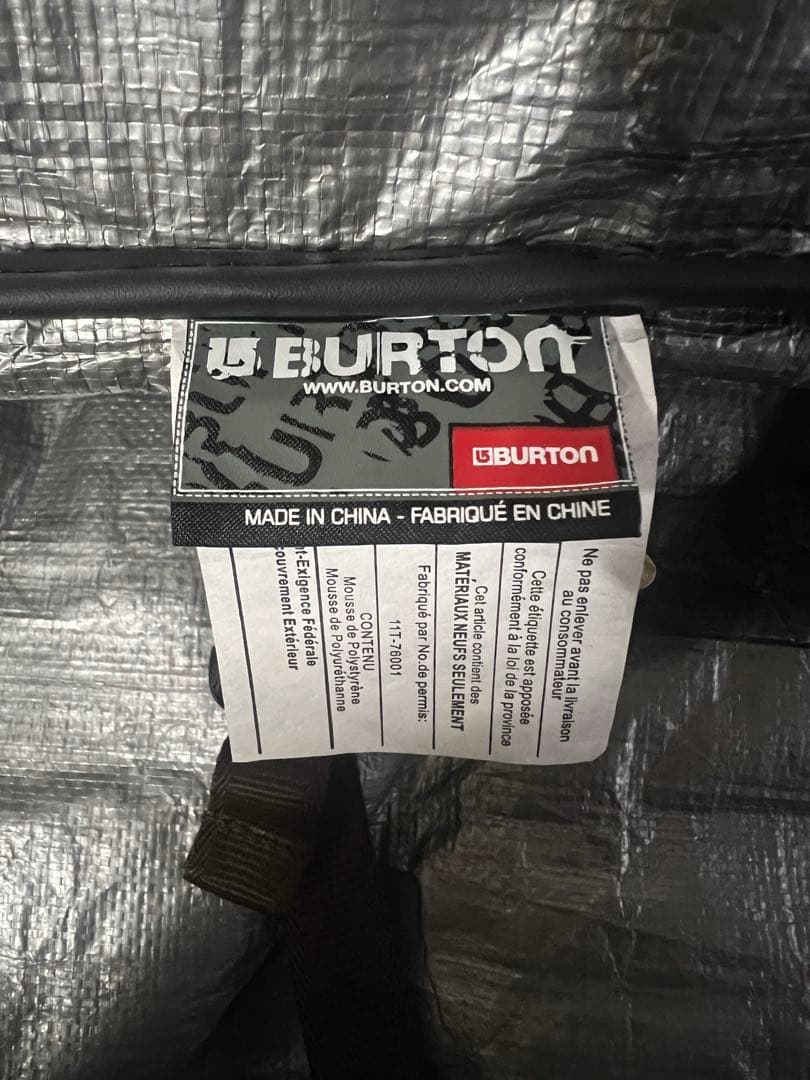 BURTON
WWW.BURTON.COM
BURTON
MADE IN CHINA - FABRIQUÉ EN CHINE
Ne pas enlever avant la livraison
au consommateur
Cette étiquette est apposée
conformément à la loi de la province
Cet article contient des
MATÉRIAUX NEUFS SEULEMENT
Fabriqué par No.de permis:
11T-76001
CONTENU
Mousse de Polystyrène
Mousse de Polyuréthanne
nt-Exigence Fédérale
couvrement Extérieur